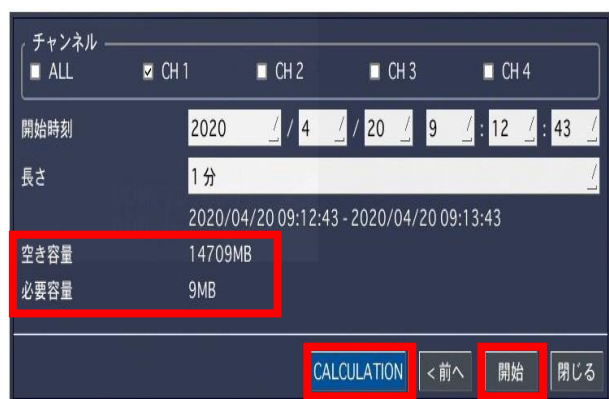 チャンネル
ALL CH 1 CH 2 CH 3 CH 4
開始時刻 2020 / 4 / 20 9 : 12 : 43
長さ 1 分
2020/04/20 09:12:43 - 2020/04/20 09:13:43
空き容量 14709MB
必要容量 9MB
CALCULATION <前へ 開始 閉じる